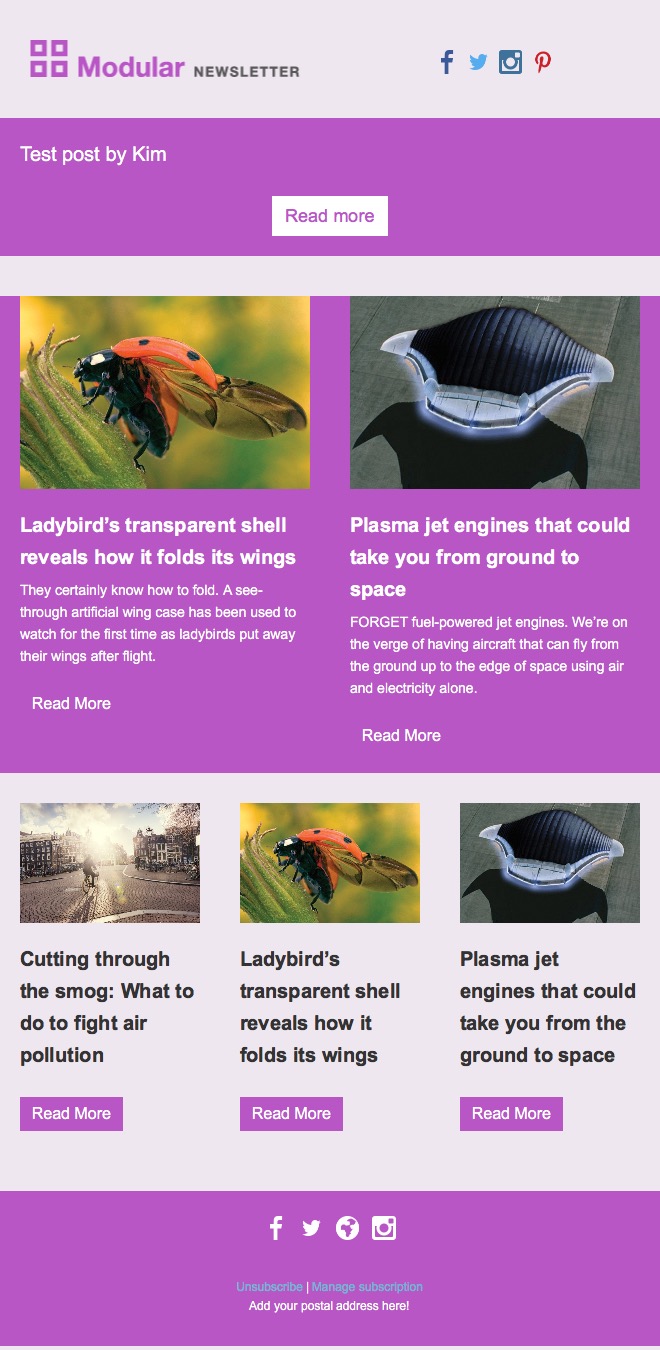 Modular NEWSLETTER
Test post by Kim
Read more
Ladybird’s transparent shell
reveals how it folds its wings
They certainly know how to fold. A see-
through artificial wing case has been used to
watch for the first time as ladybirds put away
their wings after flight.
Read More
Plasma jet engines that could
take you from ground to
space
FORGET fuel-powered jet engines. We’re on
the verge of having aircraft that can fly from
the ground up to the edge of space using air
and electricity alone.
Read More
Cutting through
the smog: What to
do to fight air
pollution
Read More
Ladybird’s
transparent shell
reveals how it
folds its wings
Read More
Plasma jet
engines that could
take you from the
ground to space
Read More
Unsubscribe | Manage subscription
Add your postal address here!